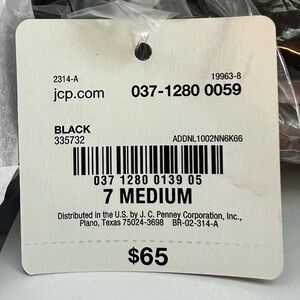 2314-A 19963-8
jcp.com 037-1280 0059
BLACK
335732 ADDNL1002NN6K66
037 1280 0139 05
7 MEDIUM
Distributed in the U.S. by J. C. Penney Corporation, Inc.,
Plano, Texas 75024-3698 BR-02-314-A
$65